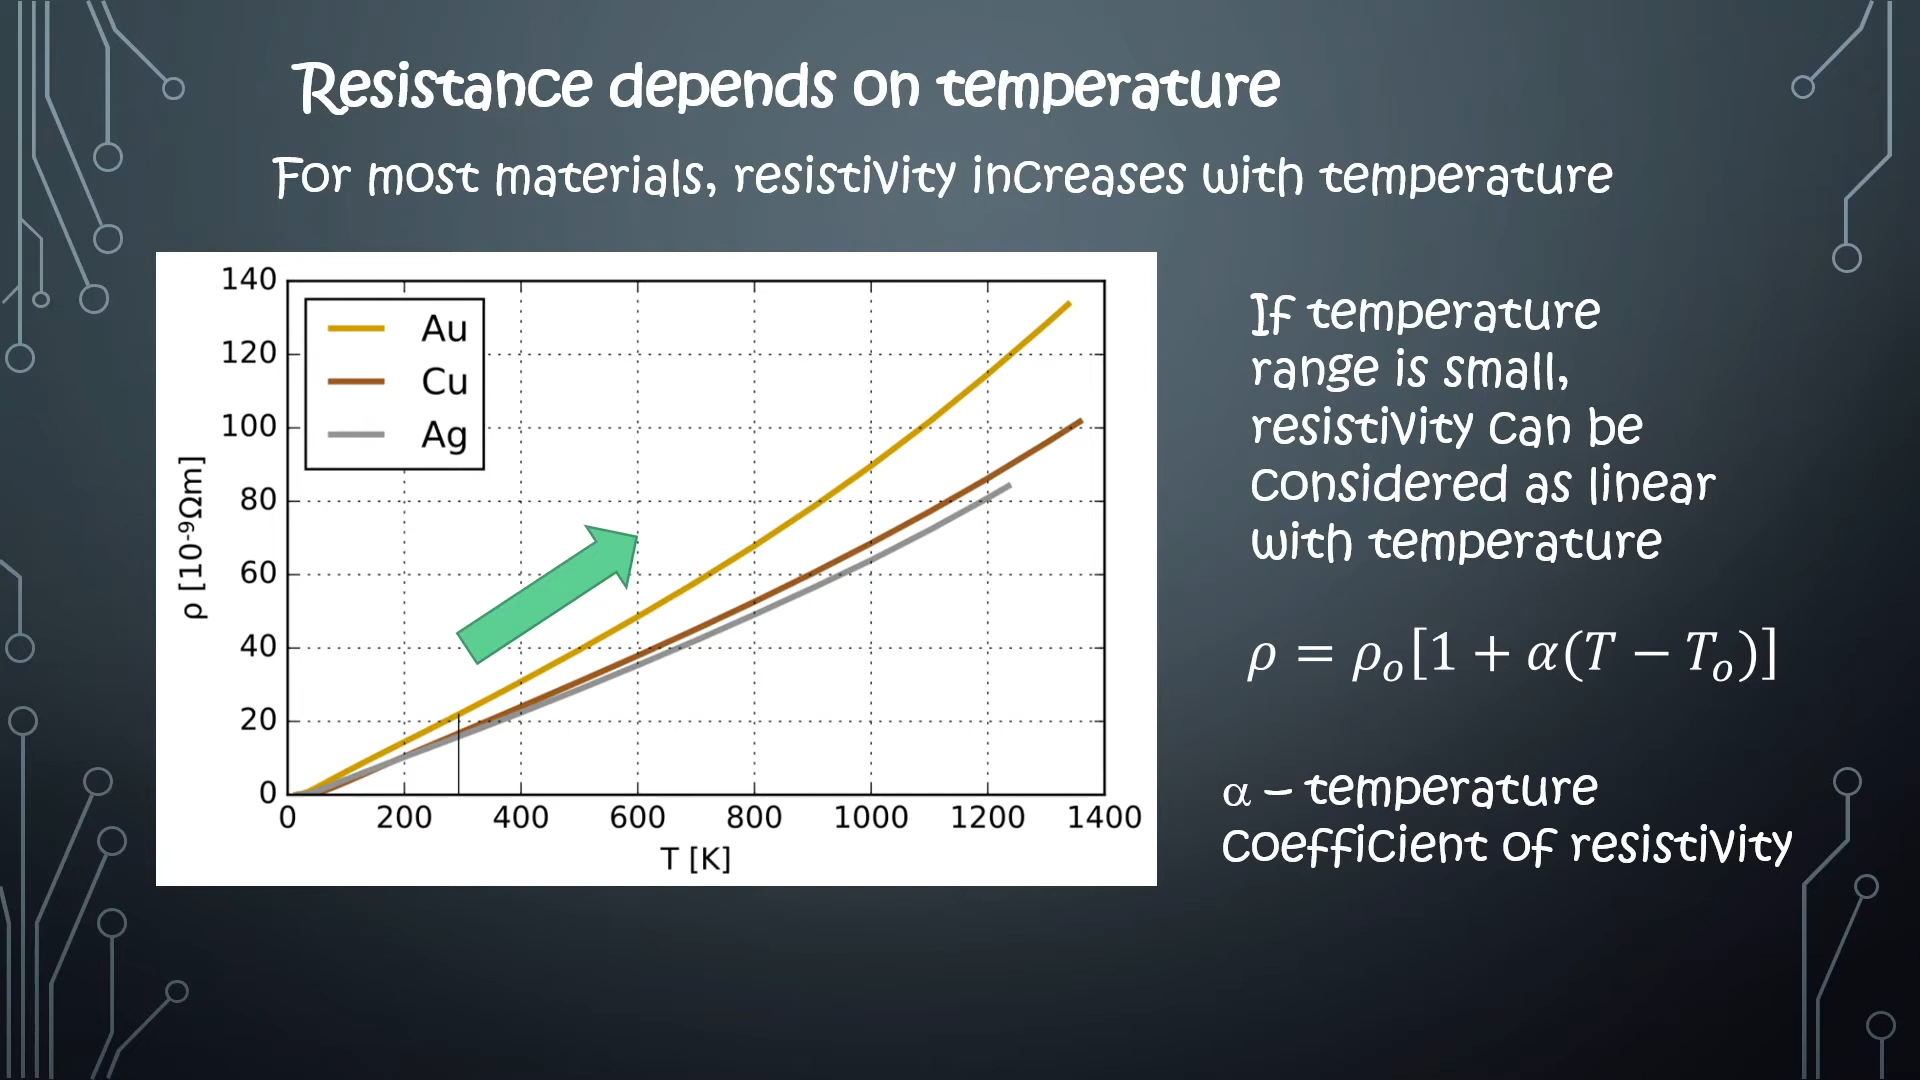 Resistance depends on temperature
For most materials, resistivity increases with temperature
140
120
100
80
60
40
20
0
ρ [10⁻⁹Ωm]
Au
Cu
Ag
0 200 400 600 800 1000 1200 1400
T [K]
If temperature
range is small,
resistivity can be
considered as linear
with temperature
ρ = ρₒ[1 + α(T − Tₒ)]
α – temperature
coefficient of resistivity